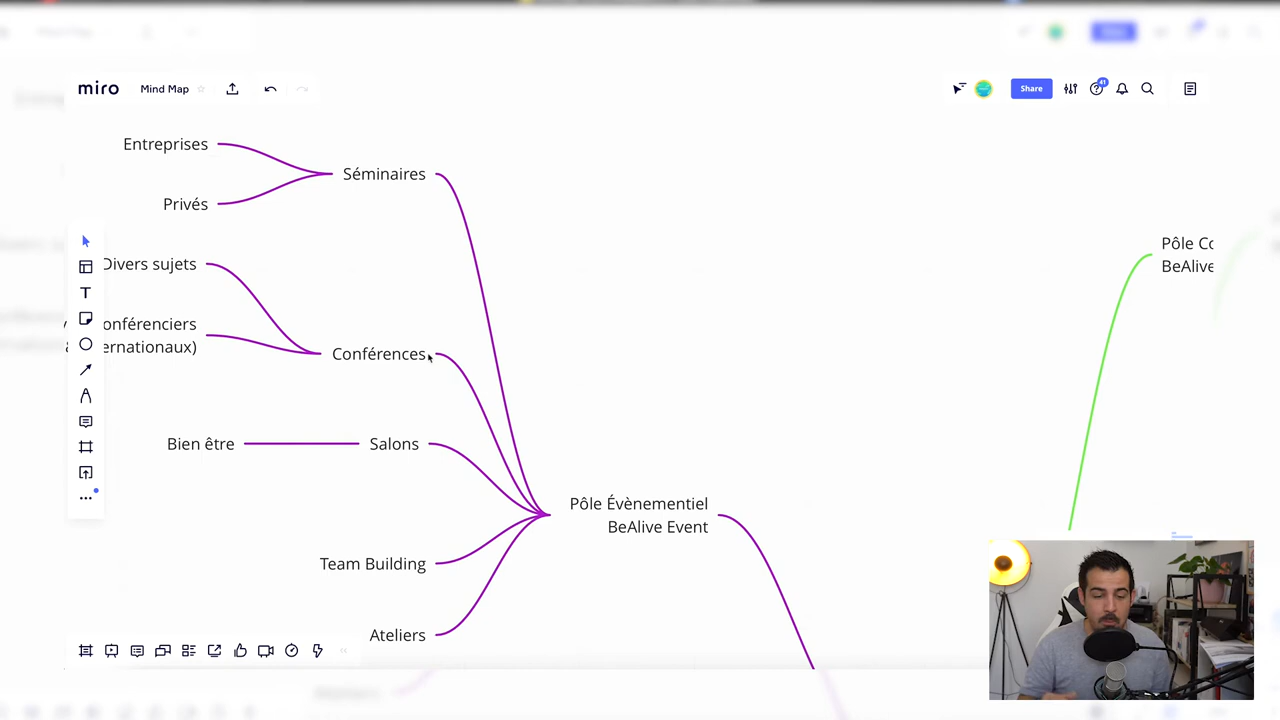 miro
Mind Map
Share
41
Entreprises
Séminaires
Privés
Divers sujets
onférenciers
ernationaux)
Conférences
Bien être
Salons
Pôle Évènementiel
BeAlive Event
Team Building
Ateliers
Pôle Co
BeAlive